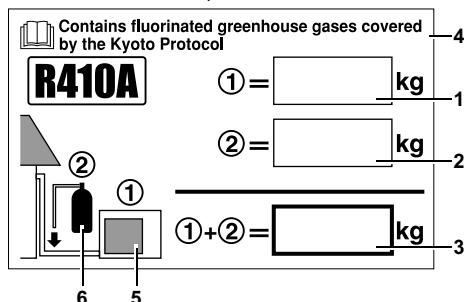 Contains fluorinated greenhouse gases covered
by the Kyoto Protocol
4
R410A
①=
kg
1
②=
kg
2
②
①
①+②=
kg
3
6
5